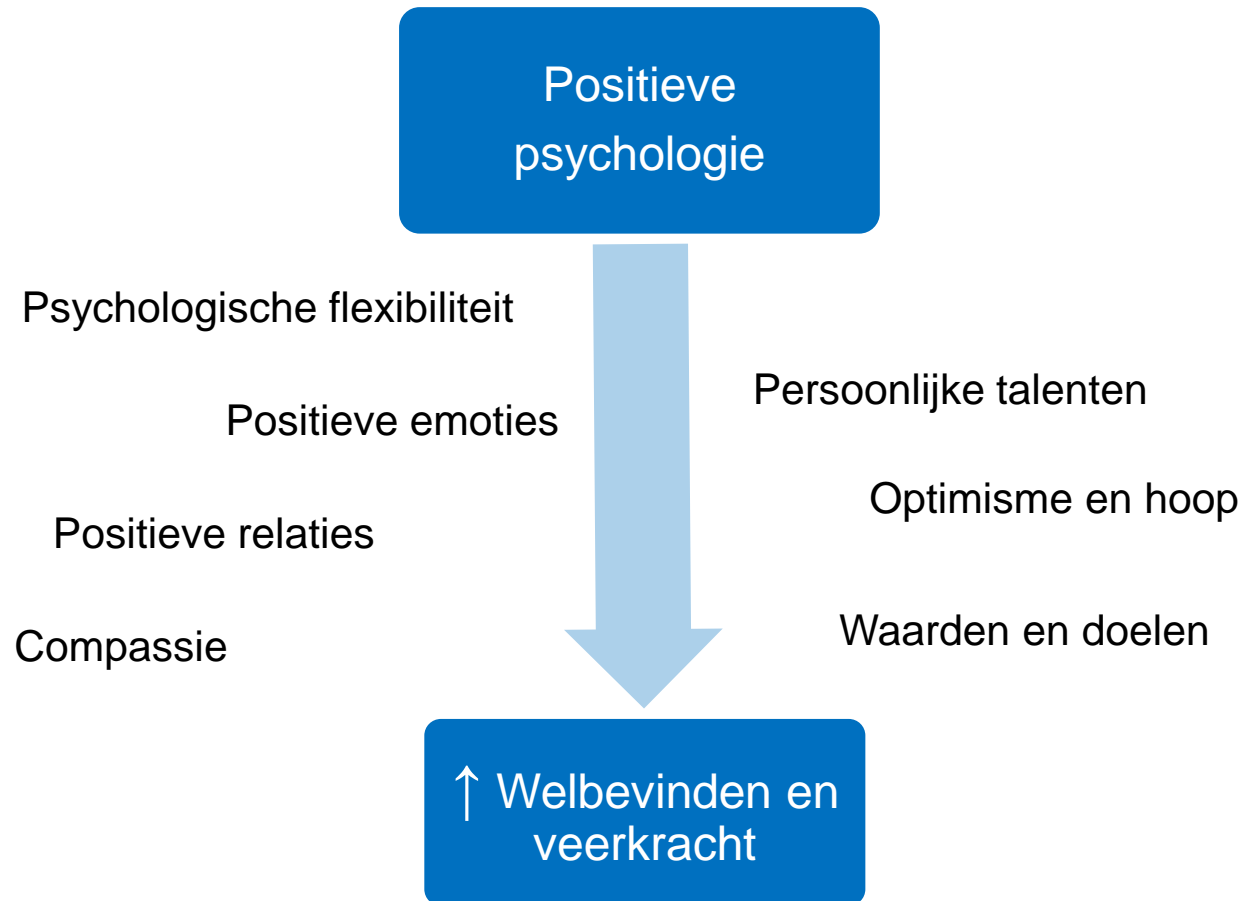 Positieve
psychologie
Psychologische flexibiliteit
Persoonlijke talenten
Positieve emoties
Optimisme en hoop
Positieve relaties
Waarden en doelen
Compassie
↑ Welbevinden en
veerkracht